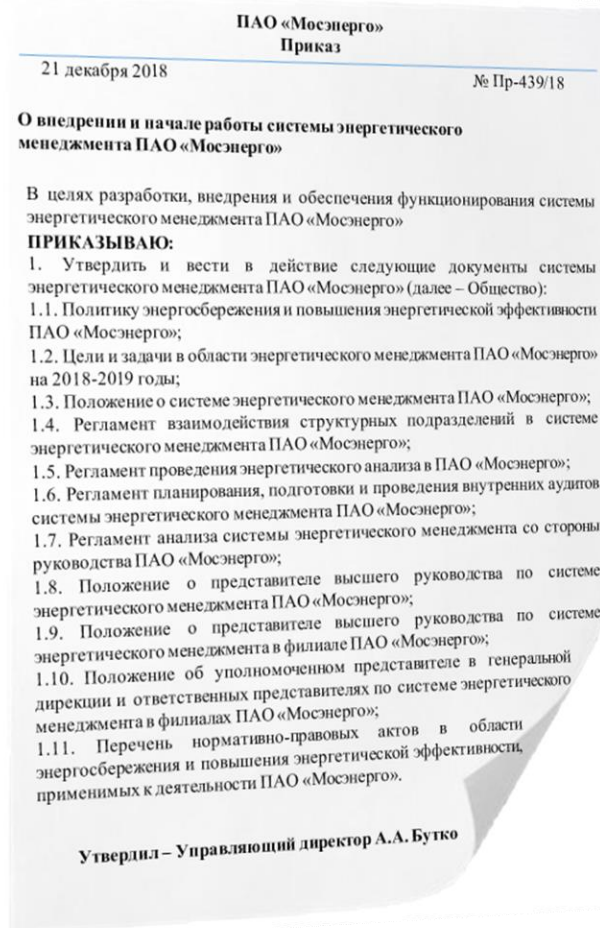 ПАО «Мосэнерго»
Приказ
21 декабря 2018
№ Пр-439/18
О внедрении и начале работы системы энергетического
менеджмента ПАО «Мосэнерго»
В целях разработки, внедрения и обеспечения функционирования системы
энергетического менеджмента ПАО «Мосэнерго»
ПРИКАЗЫВАЮ:
1. Утвердить и вести в действие следующие документы системы
энергетического менеджмента ПАО «Мосэнерго» (далее – Общество):
1.1. Политику энергосбережения и повышения энергетической эффективности
ПАО «Мосэнерго»;
1.2. Цели и задачи в области энергетического менеджмента ПАО «Мосэнерго»
на 2018-2019 годы;
1.3. Положение о системе энергетического менеджмента ПАО «Мосэнерго»;
1.4. Регламент взаимодействия структурных подразделений в системе
энергетического менеджмента ПАО «Мосэнерго»;
1.5. Регламент проведения энергетического анализа в ПАО «Мосэнерго»;
1.6. Регламент планирования, подготовки и проведения внутренних аудитов
системы энергетического менеджмента ПАО «Мосэнерго»;
1.7. Регламент анализа системы энергетического менеджмента со стороны
руководства ПАО «Мосэнерго»;
1.8. Положение о представителе высшего руководства по системе
энергетического менеджмента ПАО «Мосэнерго»;
1.9. Положение о представителе высшего руководства по системе
энергетического менеджмента в филиале ПАО «Мосэнерго»;
1.10. Положение об уполномоченном представителе в генеральной
дирекции и ответственных представителях по системе энергетического
менеджмента в филиалах ПАО «Мосэнерго»;
1.11. Перечень нормативно-правовых актов в области
энергосбережения и повышения энергетической эффективности,
применимых к деятельности ПАО «Мосэнерго».
Утвердил – Управляющий директор А.А. Бутко